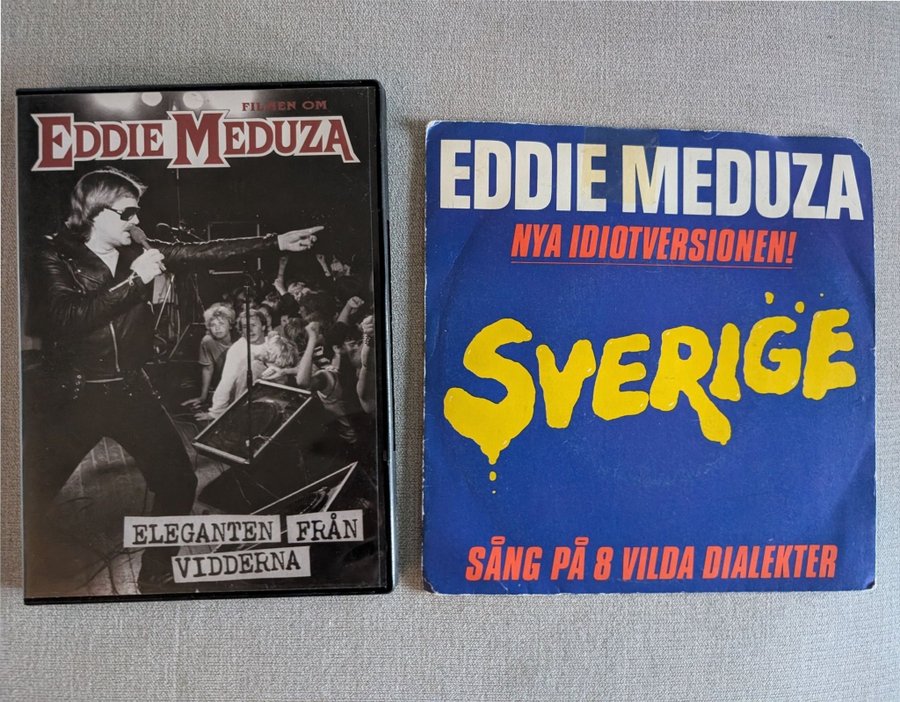 FILMEN OM
EDDIE MEDUZA
ELEGANTEN FRÅN
VIDDERNA
EDDIE MEDUZA
NYA IDIOTVERSIONEN!
SVERIGE
SÅNG PÅ 8 VILDA DIALEKTER